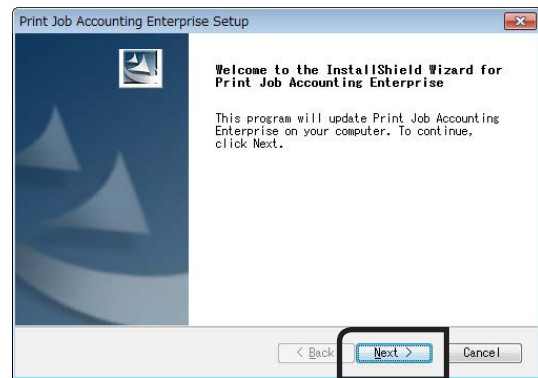 Print Job Accounting Enterprise Setup
Welcome to the InstallShield Wizard for
Print Job Accounting Enterprise
This program will update Print Job Accounting
Enterprise on your computer. To continue,
click Next.
< Back Next > Cancel